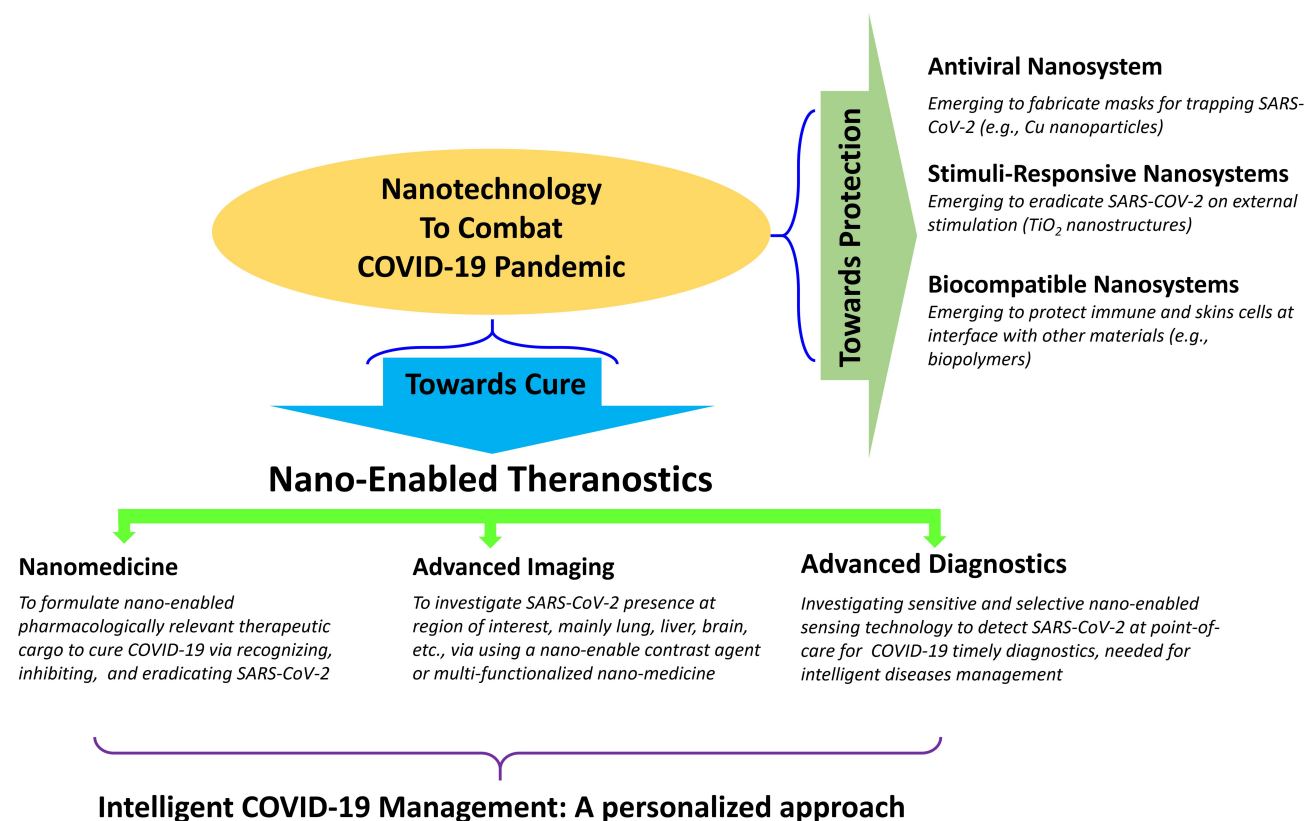 Nanotechnology
To Combat
COVID-19 Pandemic
Towards Protection
Antiviral Nanosystem
Emerging to fabricate masks for trapping SARS-
CoV-2 (e.g., Cu nanoparticles)
Stimuli-Responsive Nanosystems
Emerging to eradicate SARS-COV-2 on external
stimulation (TiO₂ nanostructures)
Biocompatible Nanosystems
Emerging to protect immune and skins cells at
interface with other materials (e.g.,
biopolymers)
Towards Cure
Nano-Enabled Theranostics
Nanomedicine
To formulate nano-enabled
pharmacologically relevant therapeutic
cargo to cure COVID-19 via recognizing,
inhibiting, and eradicating SARS-CoV-2
Advanced Imaging
To investigate SARS-CoV-2 presence at
region of interest, mainly lung, liver, brain,
etc., via using a nano-enable contrast agent
or multi-functionalized nano-medicine
Advanced Diagnostics
Investigating sensitive and selective nano-enabled
sensing technology to detect SARS-CoV-2 at point-of-
care for COVID-19 timely diagnostics, needed for
intelligent diseases management
Intelligent COVID-19 Management: A personalized approach